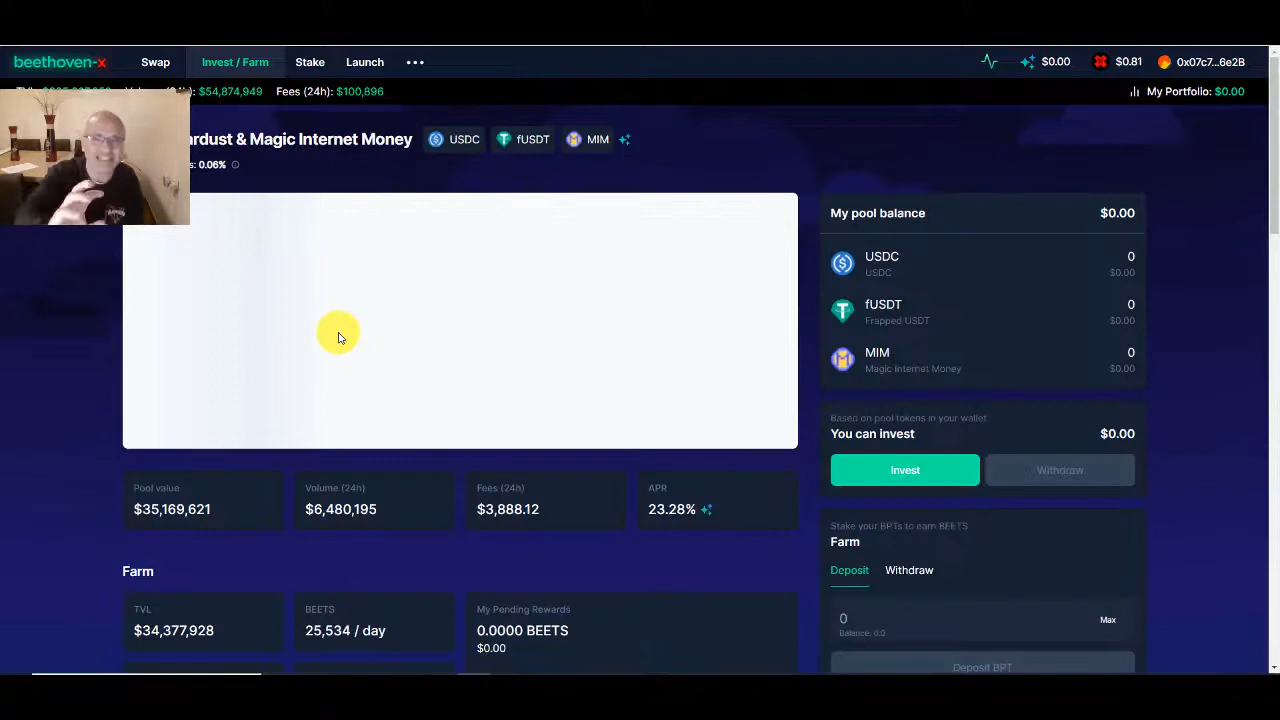 beethoven-x Swap Invest / Farm Stake Launch ••• $0.00 $0.81 0x07c7...6e2B
(24h): $54,874,949 Fees (24h): $100,896 My Portfolio: $0.00
& Magic Internet Money USDC fUSDT MIM
0.06%
My pool balance $0.00
USDC 0
USDC $0.00
fUSDT 0
Frapped USDT $0.00
MIM 0
Magic Internet Money $0.00
Based on pool tokens in your wallet
You can invest $0.00
Invest Withdraw
Pool value Volume (24h) Fees (24h) APR
$35,169,621 $6,480,195 $3,888.12 23.28%
Stake your BPTs to earn BEETS
Farm
Deposit Withdraw
0 Max
Balance: 0.0
Deposit BPT
Farm
TVL BEETS My Pending Rewards
$34,377,928 25,534 / day 0.0000 BEETS
$0.00